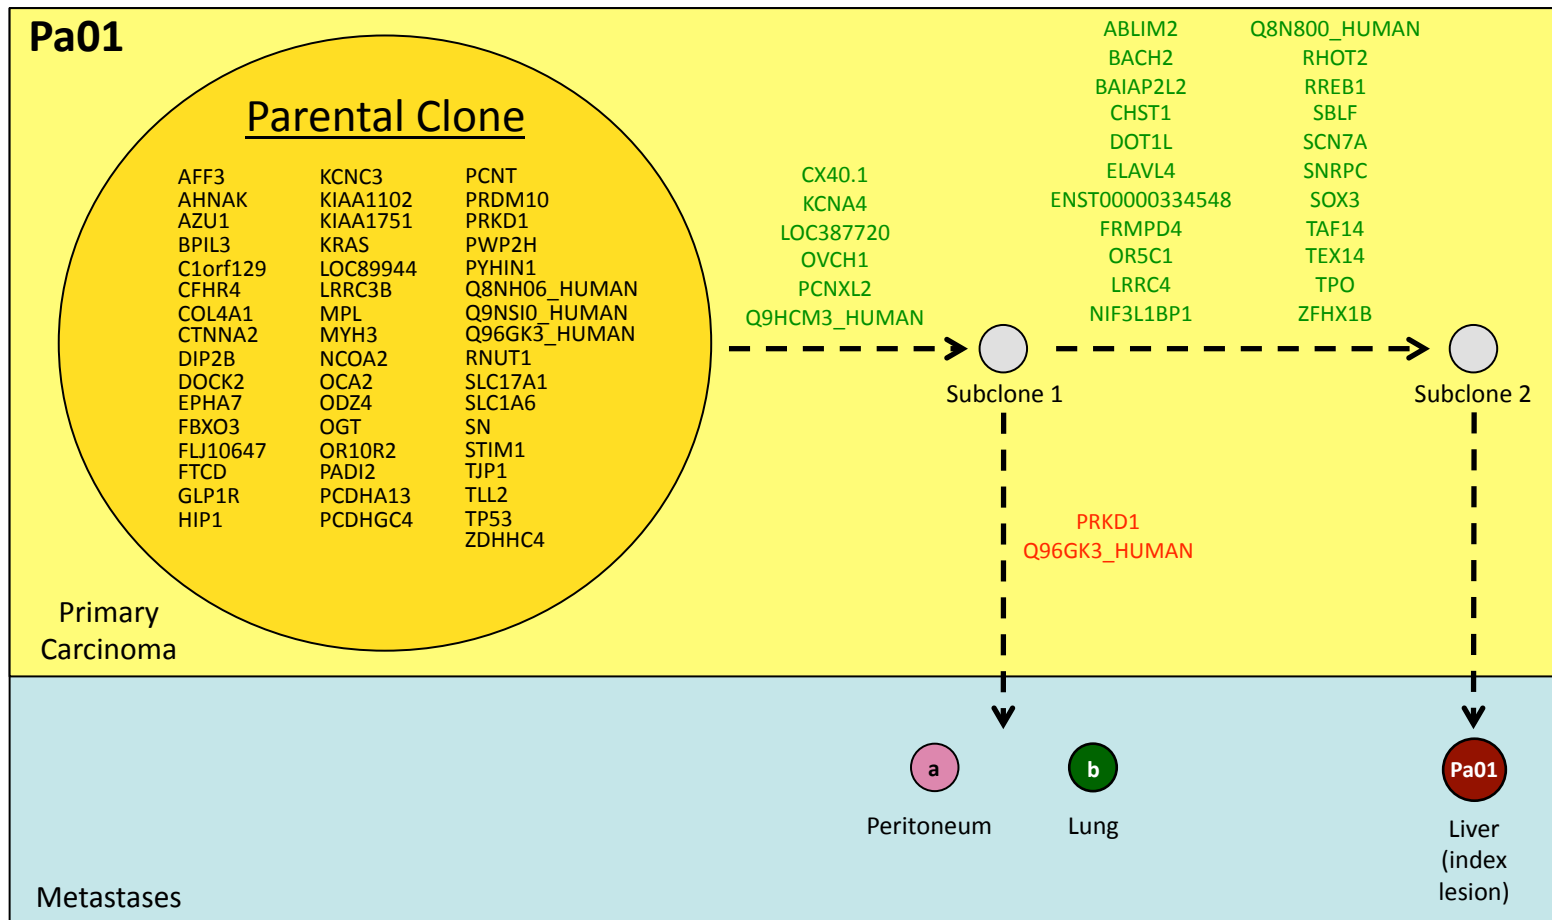 Pa01
Parental Clone
AFF3
AHNAK
AZU1
BPIL3
C1orf129
CFHR4
COL4A1
CTNNA2
DIP2B
DOCK2
EPHA7
FBXO3
FLJ10647
FTCD
GLP1R
HIP1
KCNC3
KIAA1102
KIAA1751
KRAS
LOC89944
LRRC3B
MPL
MYH3
NCOA2
OCA2
ODZ4
OGT
OR10R2
PADI2
PCDHA13
PCDHGC4
PCNT
PRDM10
PRKD1
PWP2H
PYHIN1
Q8NH06_HUMAN
Q9NSI0_HUMAN
Q96GK3_HUMAN
RNUT1
SLC17A1
SLC1A6
SN
STIM1
TJP1
TLL2
TP53
ZDHHC4
CX40.1
KCNA4
LOC387720
OVCH1
PCNXL2
Q9HCM3_HUMAN
Subclone 1
ABLIM2
BACH2
BAIAP2L2
CHST1
DOT1L
ELAVL4
ENST00000334548
FRMPD4
OR5C1
LRRC4
NIF3L1BP1
Q8N800_HUMAN
RHOT2
RREB1
SBLF
SCN7A
SNRPC
SOX3
TAF14
TEX14
TPO
ZFHX1B
Subclone 2
PRKD1
Q96GK3_HUMAN
Primary
Carcinoma
a
Peritoneum
b
Lung
Pa01
Liver
(index
lesion)
Metastases